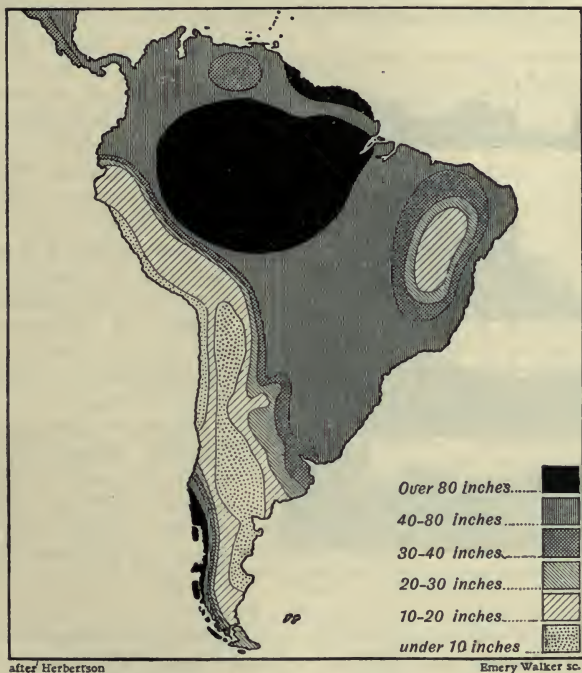 Over 80 inches
40-80 inches
30-40 inches
20-30 inches
10-20 inches
under 10 inches
after Herbertson
Emery Walker sc.